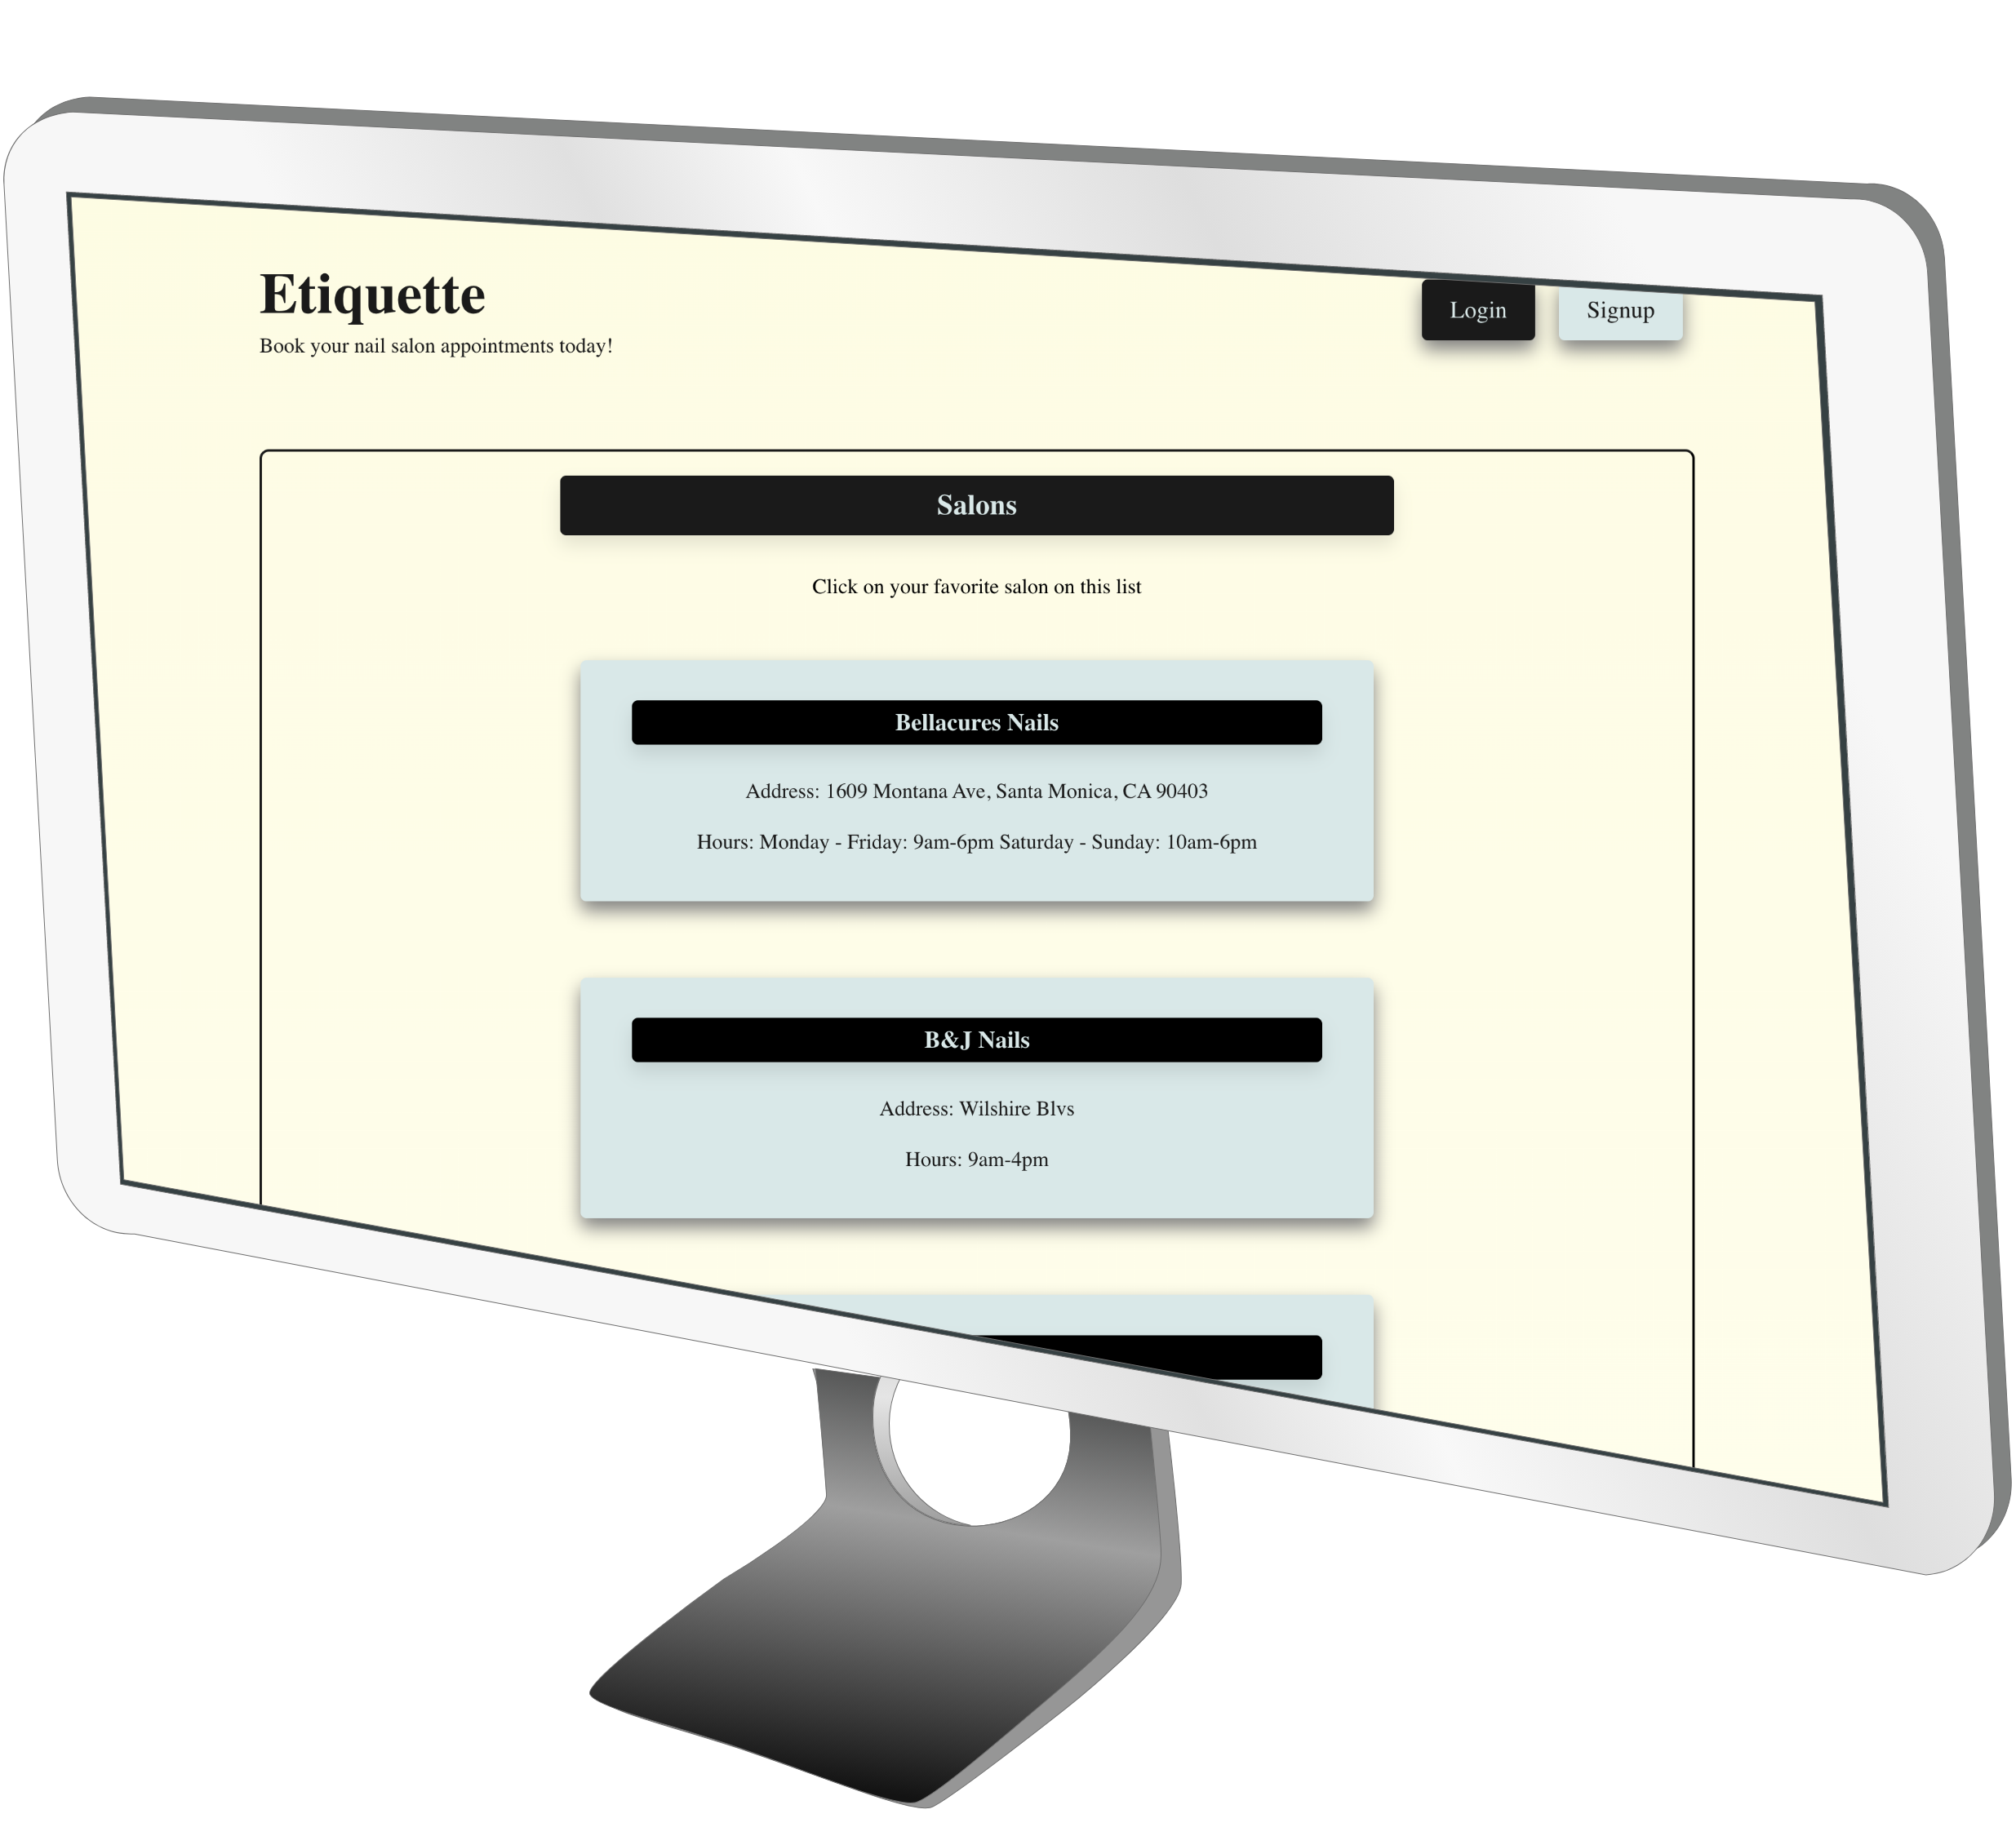 Etiquette
Book your nail salon appointments today!
Login
Signup
Salons
Click on your favorite salon on this list
Bellacures Nails
Address: 1609 Montana Ave, Santa Monica, CA 90403
Hours: Monday - Friday: 9am-6pm Saturday - Sunday: 10am-6pm
B&J Nails
Address: Wilshire Blvs
Hours: 9am-4pm